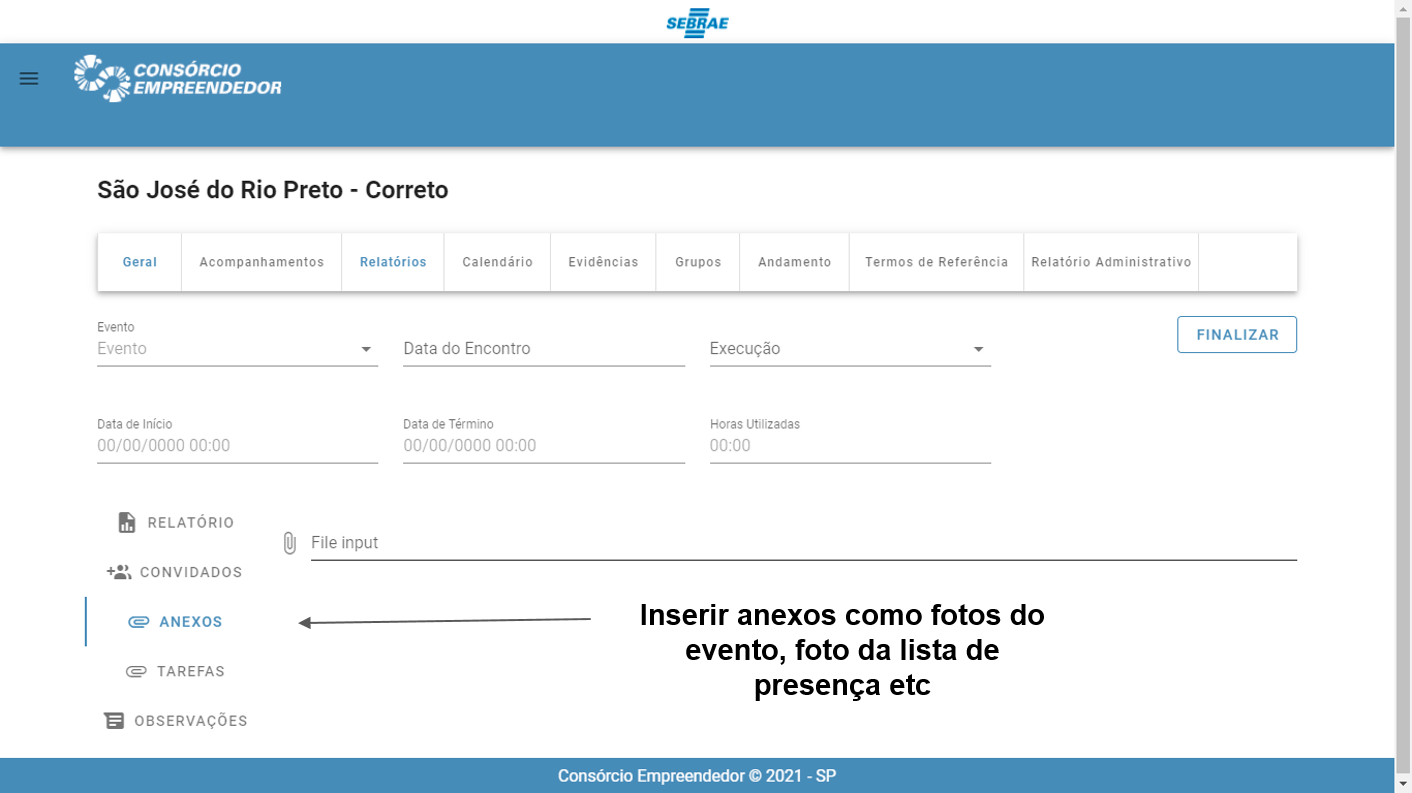 SEBRAE
CONSÓRCIO
EMPREENDEDOR
São José do Rio Preto - Correto
Geral Acompanhamentos Relatórios Calendário Evidências Grupos Andamento Termos de Referência Relatório Administrativo
Evento
Evento Data do Encontro Execução FINALIZAR
Data de Início Data de Término Horas Utilizadas
00/00/0000 00:00 00/00/0000 00:00 00:00
RELATÓRIO
File input
CONVIDADOS
ANEXOS
Inserir anexos como fotos do
evento, foto da lista de
presença etc
TAREFAS
OBSERVAÇÕES
Consórcio Empreendedor © 2021 - SP